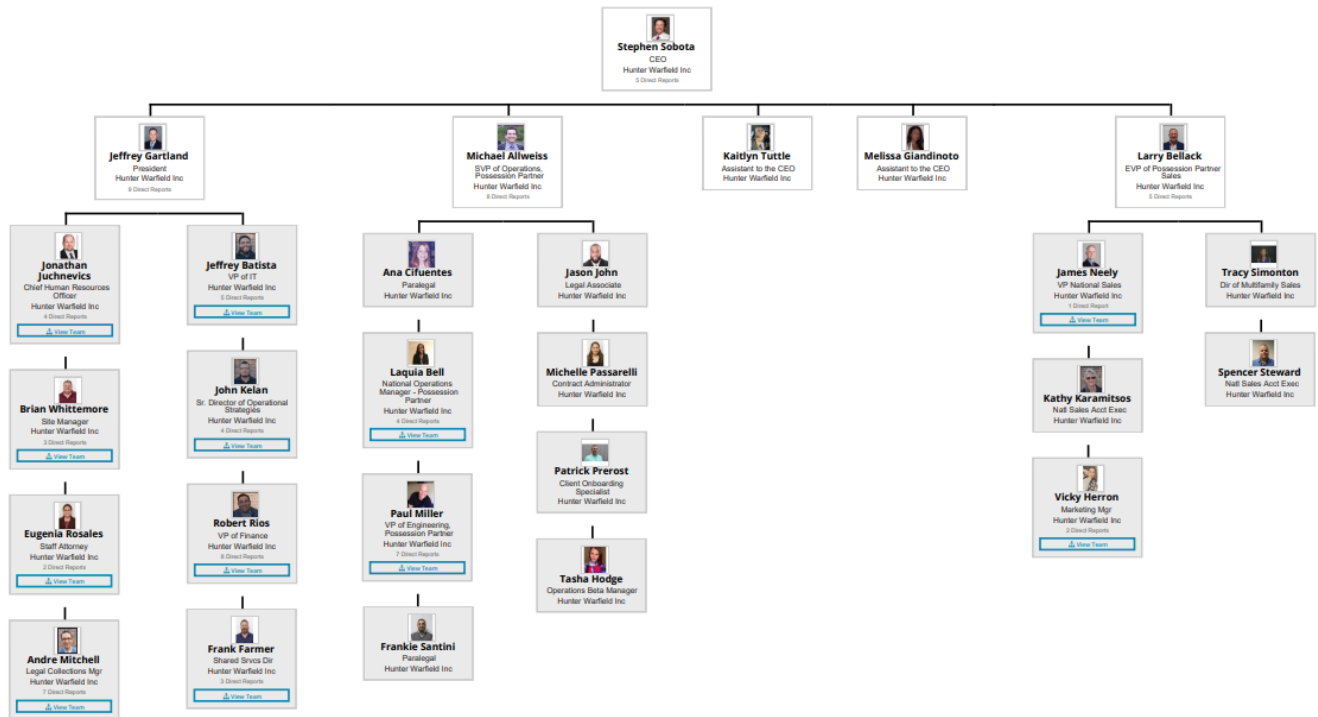 Stephen Sobota
CEO
Hunter Warfield Inc
5 Direct Reports
Jeffrey Gartland
President
Hunter Warfield Inc
9 Direct Reports
Michael Allweiss
SVP of Operations,
Possession Partner
Hunter Warfield Inc
8 Direct Reports
Kaitlyn Tuttle
Assistant to the CEO
Hunter Warfield Inc
Melissa Giandinoto
Assistant to the CEO
Hunter Warfield Inc
Larry Bellack
EVP of Possession Partner
Sales
Hunter Warfield Inc
5 Direct Reports
Jonathan
Juchnevics
Chief Human Resources
Officer
Hunter Warfield Inc
4 Direct Reports
View Team
Jeffrey Batista
VP of IT
Hunter Warfield Inc
5 Direct Reports
View Team
Ana Cifuentes
Paralegal
Hunter Warfield Inc
Jason John
Legal Associate
Hunter Warfield Inc
James Neely
VP National Sales
Hunter Warfield Inc
1 Direct Report
View Team
Tracy Simonton
Dir of Multifamily Sales
Hunter Warfield Inc
Brian Whittemore
Site Manager
Hunter Warfield Inc
3 Direct Reports
View Team
John Kelan
Sr. Director of Operational
Strategies
Hunter Warfield Inc
4 Direct Reports
View Team
Laquia Bell
National Operations
Manager - Possession
Partner
Hunter Warfield Inc
4 Direct Reports
View Team
Michelle Passarelli
Contract Administrator
Hunter Warfield Inc
Kathy Karamitsos
Natl Sales Acct Exec
Hunter Warfield Inc
Spencer Steward
Natl Sales Acct Exec
Hunter Warfield Inc
Eugenia Rosales
Staff Attorney
Hunter Warfield Inc
2 Direct Reports
View Team
Robert Rios
VP of Finance
Hunter Warfield Inc
Direct Reports
View Team
Paul Miller
VP of Engineering,
Possession Partner
Hunter Warfield Inc
7 Direct Reports
View Team
Patrick Prerost
Client Onboarding
Specialist
Hunter Warfield Inc
Vicky Herron
Marketing Mgr
Hunter Warfield Inc
2 Direct Reports
View Team
Andre Mitchell
Legal Collections Mgr
Hunter Warfield Inc
7 Direct Reports
View Team
Frank Farmer
Shared Srvcs Dir
Hunter Warfield Inc
3 Direct Reports
View Team
Frankie Santini
Paralegal
Hunter Warfield Inc
Tasha Hodge
Operations Beta Manager
Hunter Warfield Inc